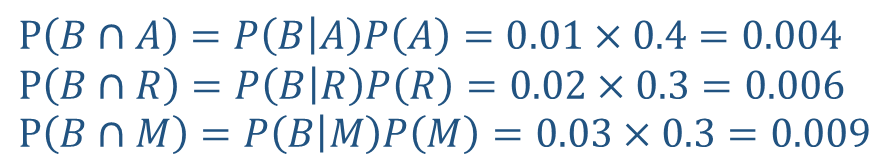 P(B ∩ A) = P(B|A)P(A) = 0.01 × 0.4 = 0.004
P(B ∩ R) = P(B|R)P(R) = 0.02 × 0.3 = 0.006
P(B ∩ M) = P(B|M)P(M) = 0.03 × 0.3 = 0.009